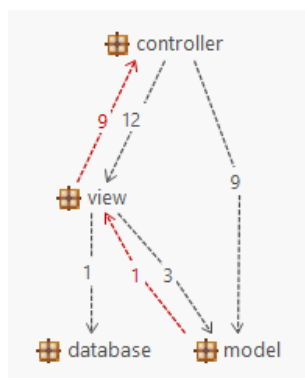 controller
9 12
9
view
1 1 3
database model